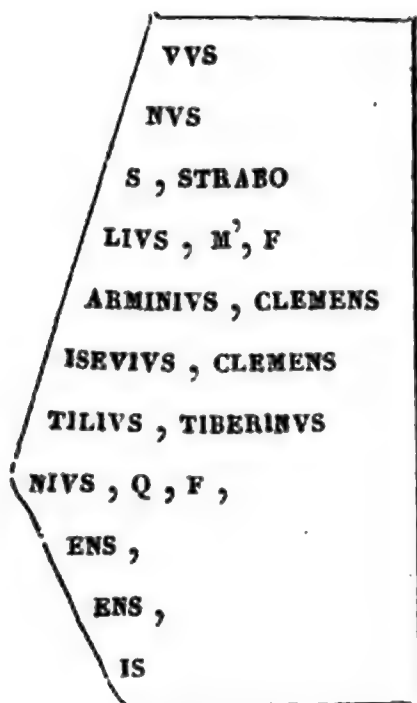 VVS
NVS
S , STRABO
LIVS , M', F
ARMINIVS , CLEMENS
ISEVIVS , CLEMENS
TILIVS , TIBERINVS
NIVS , Q , F ,
ENS ,
ENS ,
IS